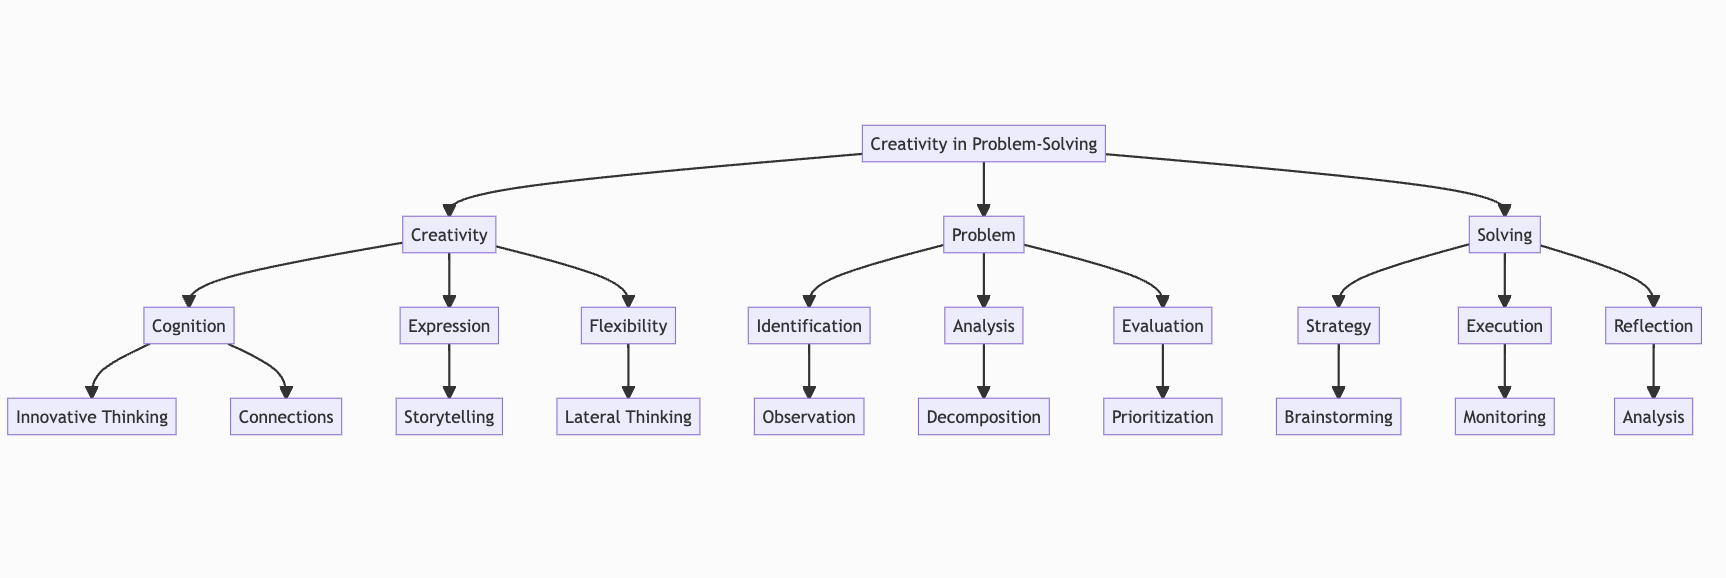 Creativity in Problem-Solving
Creativity
Problem
Solving
Cognition
Expression
Flexibility
Identification
Analysis
Evaluation
Strategy
Execution
Reflection
Innovative Thinking
Connections
Storytelling
Lateral Thinking
Observation
Decomposition
Prioritization
Brainstorming
Monitoring
Analysis